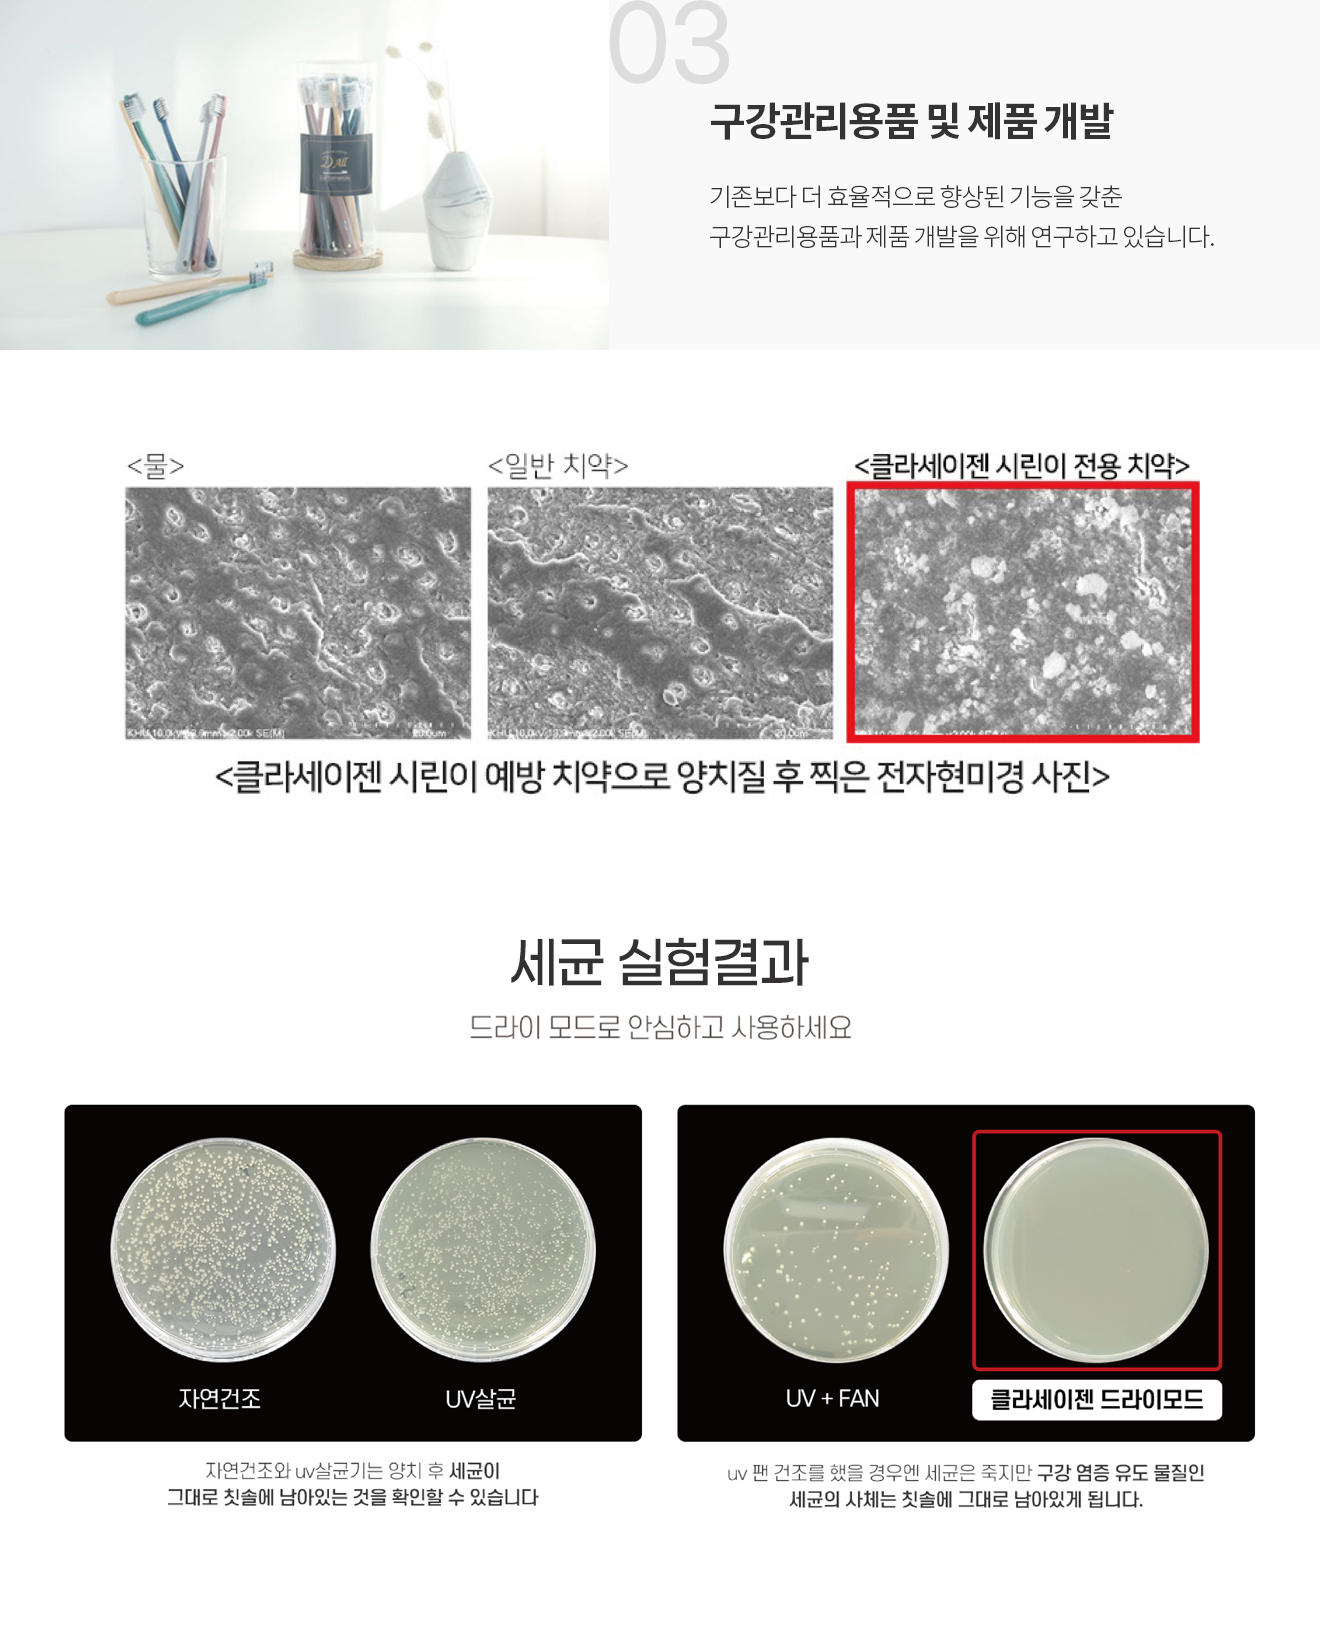 03
구강관리용품 및 제품 개발
기존보다 더 효율적으로 향상된 기능을 갖춘
구강관리용품과 제품 개발을 위해 연구하고 있습니다.
D All
<물>
<일반 치약>
<클라세이젠 시린이 전용 치약>
<클라세이젠 시린이 예방 치약으로 양치질 후 찍은 전자현미경 사진>
세균 실험결과
드라이 모드로 안심하고 사용하세요
자연건조
UV살균
UV + FAN
클라세이젠 드라이모드
자연건조와 uv살균기는 양치 후 세균이
그대로 칫솔에 남아있는 것을 확인할 수 있습니다
uv 팬 건조를 했을 경우엔 세균은 죽지만 구강 염증 유도 물질인
세균의 사체는 칫솔에 그대로 남아있게 됩니다.